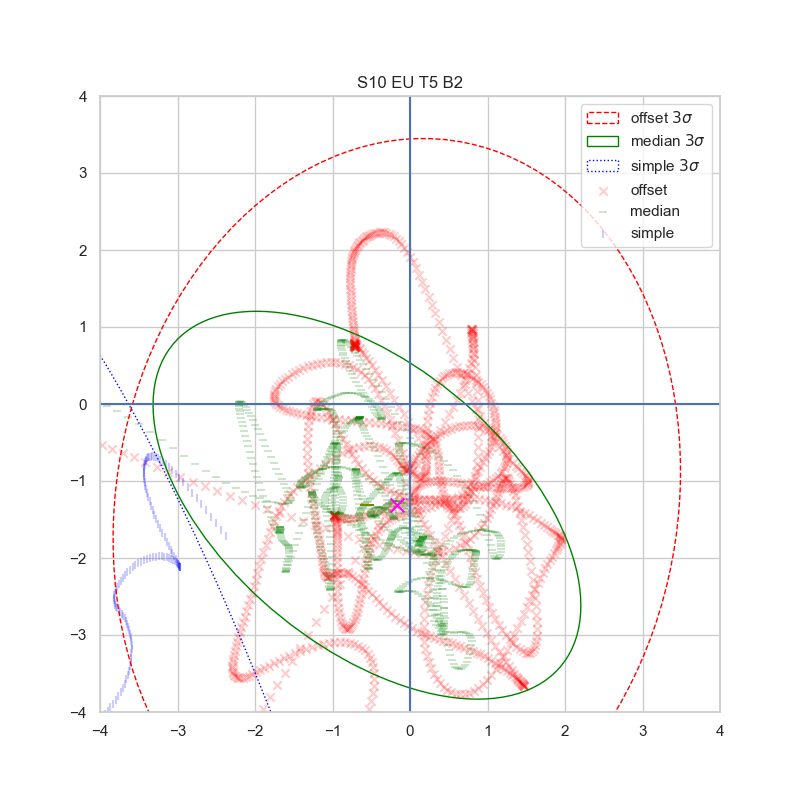 S10 EU T5 B2
offset 3σ
median 3σ
simple 3σ
offset
median
simple
4
3
2
1
0
−1
−2
−3
−4
−4 −3 −2 −1 0 1 2 3 4